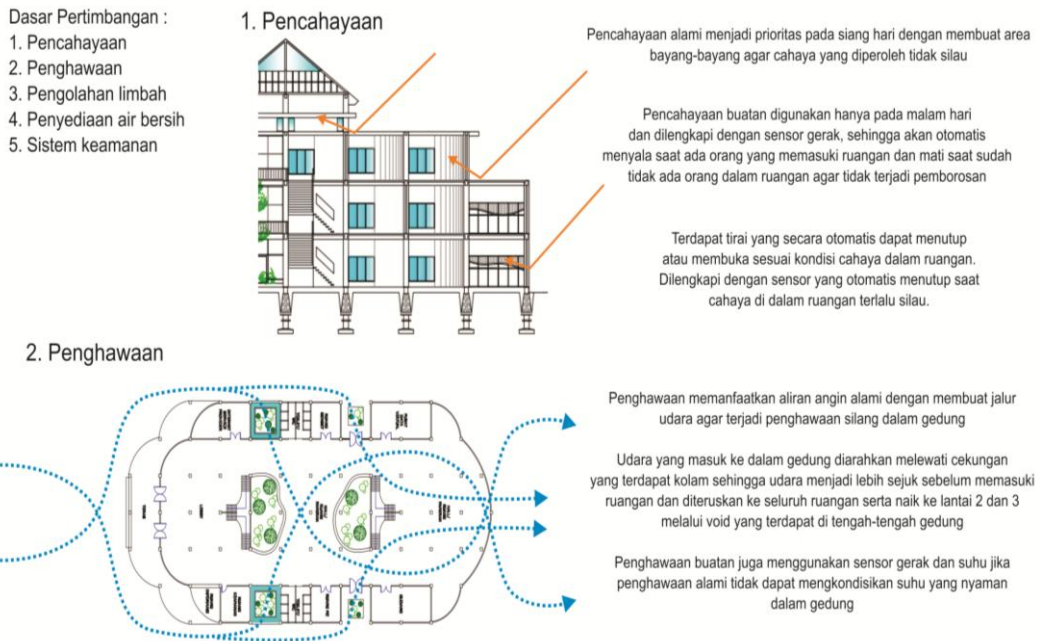 Dasar Pertimbangan :
1. Pencahayaan
2. Penghawaan
3. Pengolahan limbah
4. Penyediaan air bersih
5. Sistem keamanan
1. Pencahayaan
Pencahayaan alami menjadi prioritas pada siang hari dengan membuat area
bayang-bayang agar cahaya yang diperoleh tidak silau
Pencahayaan buatan digunakan hanya pada malam hari
dan dilengkapi dengan sensor gerak, sehingga akan otomatis
menyala saat ada orang yang memasuki ruangan dan mati saat sudah
tidak ada orang dalam ruangan agar tidak terjadi pemborosan
Terdapat tirai yang secara otomatis dapat menutup
atau membuka sesuai kondisi cahaya dalam ruangan.
Dilengkapi dengan sensor yang otomatis menutup saat
cahaya di dalam ruangan terlalu silau.
2. Penghawaan
Penghawaan memanfaatkan aliran angin alami dengan membuat jalur
udara agar terjadi penghawaan silang dalam gedung
Udara yang masuk ke dalam gedung diarahkan melewati cekungan
yang terdapat kolam sehingga udara menjadi lebih sejuk sebelum memasuki
ruangan dan diteruskan ke seluruh ruangan serta naik ke lantai 2 dan 3
melalui void yang terdapat di tengah-tengah gedung
Penghawaan buatan juga menggunakan sensor gerak dan suhu jika
penghawaan alami tidak dapat mengkondisikan suhu yang nyaman
dalam gedung